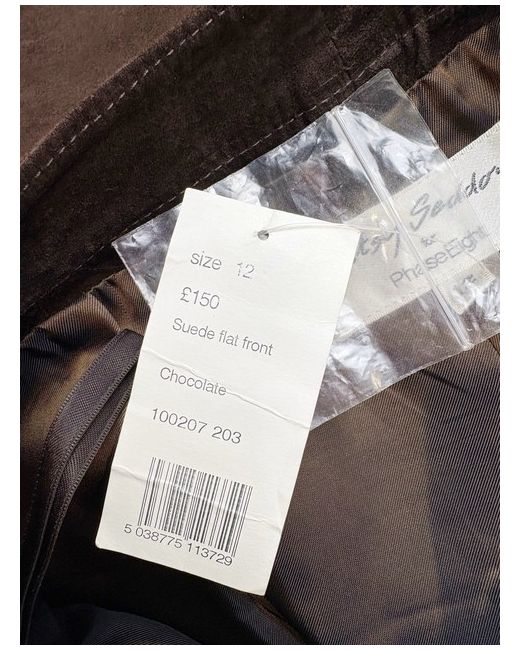 size 12
£150
Suede flat front
Chocolate
100207 203
5 038775 113729
for
Phase Eight